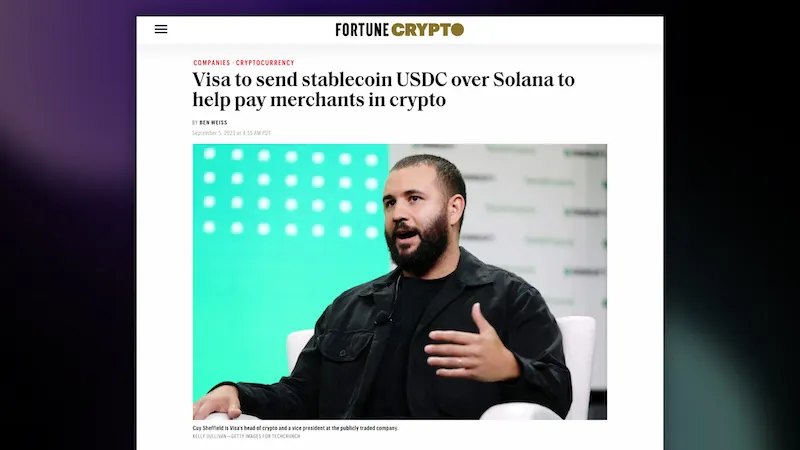 FORTUNE CRYPTO
COMPANIES · CRYPTOCURRENCY
Visa to send stablecoin USDC over Solana to
help pay merchants in crypto
BY BEN WEISS
September 5, 2023 at 6:55 AM PDT
Cuy Sheffield is Visa's head of crypto and a vice president at the publicly traded company.
KELLY SULLIVAN—GETTY IMAGES FOR TECHCRUNCH